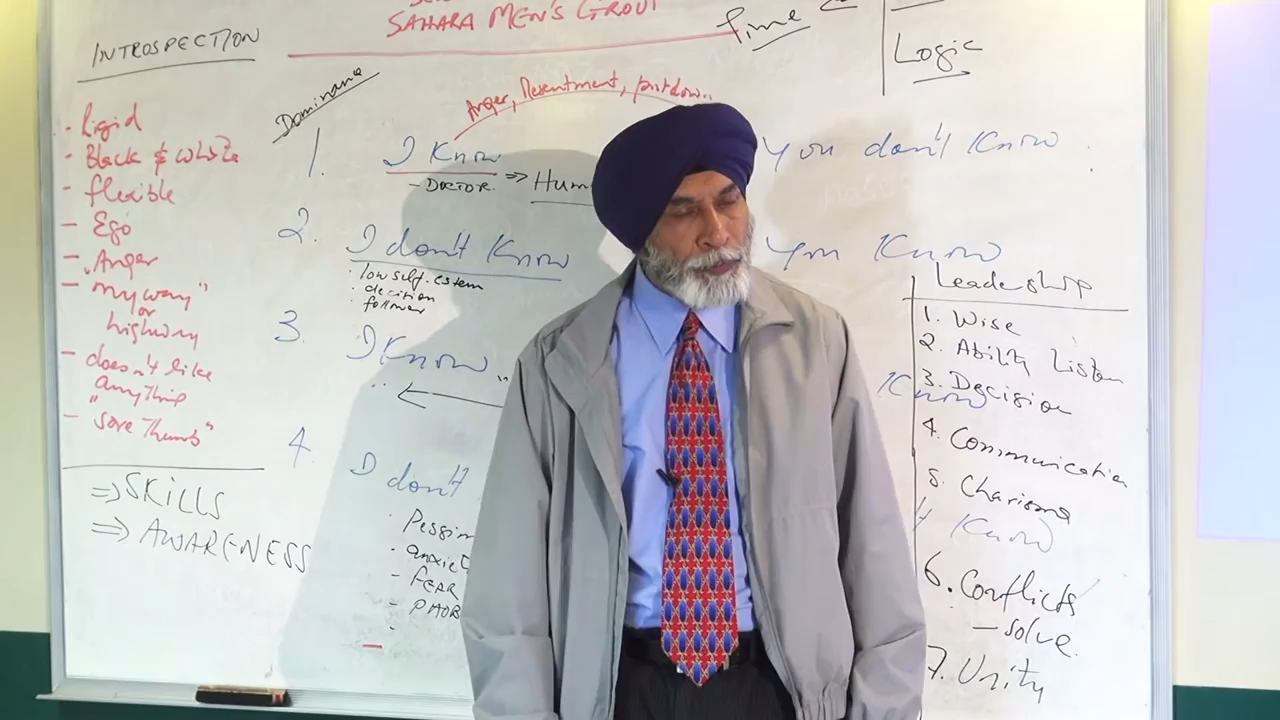 SAHARA MEN'S GROUP
Time
Logic
INTROSPECTION
- Rigid
- Black & white
- flexible
- Ego
- Anger
- "my way
or
highway"
- doesn't like
anything
- "sore Thumb"
⇒ SKILLS
⇒ AWARENESS
Dominance
Anger, Resentment, putdow..
1. I Know
You don't Know
- DOCTOR. ⇒ Hum
2. I don't Know
You Know
· low self-esteem
· decision
· follower
3. I Know
Know
4. I don't
Know
· Pessim
· anxiet
- FEAR
- PHOB
Leadership
1. Wise
2. Ability Listen
3. Decision
4. Communication
5. Charisma
6. Conflicts
- solve
7. Unity